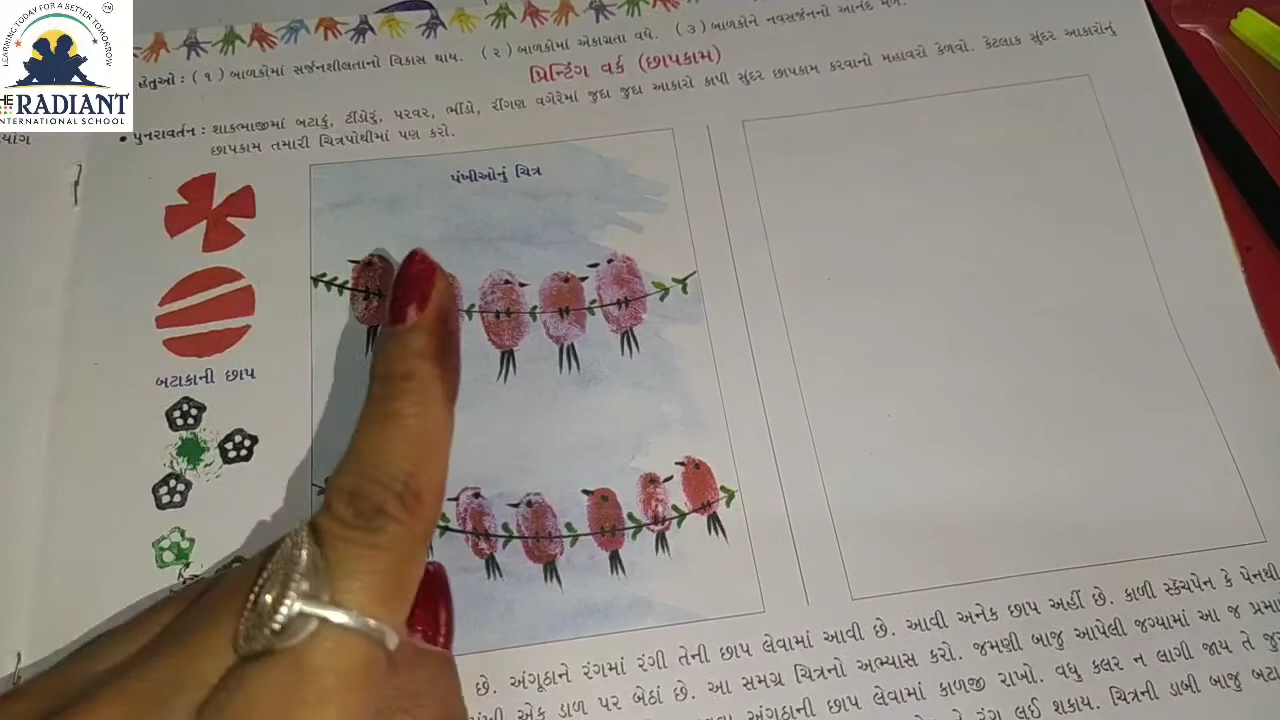 LEARNING TODAY FOR A BETTER TOMORROW
THE RADIANT
INTERNATIONAL SCHOOL
હેતુઓ : (૧) બાળકોમાં સર્જનશીલતાનો વિકાસ થાય. (૨) બાળકોમાં એકાગ્રતા વધે. (૩) બાળકોને નવસર્જનનો આનંદ મળે.
પ્રિન્ટિંગ વર્ક (છાપકામ)
• પુનરાવર્તન : શાકભાજીમાં બટાકું, ટીંડોરું, પરવર, ભીંડો, રીંગણ વગેરેમાં જુદા જુદા આકારો કાપી સુંદર છાપકામ કરવાનો મહાવરો કેળવો. કેટલાક સુંદર આકારોનું
છાપકામ તમારી ચિત્રપોથીમાં પણ કરો.
પંખીઓનું ચિત્ર
બટાકાની છાપ
છે. અંગૂઠાને રંગમાં રંગી તેની છાપ લેવામાં આવી છે. આવી અનેક છાપ અહીં છે. કાળી સ્કૅચપેન કે પેનથી
એક ડાળ પર બેઠાં છે. આ સમગ્ર ચિત્રનો અભ્યાસ કરો. જમણી બાજુ આપેલી જગ્યામાં આ જ
અંગૂઠાની છાપ લેવામાં કાળજી રાખો. વધુ કલર ન લાગી જાય તે
રંગ લઈ શકાય. ચિત્રની ડાબી બાજુ